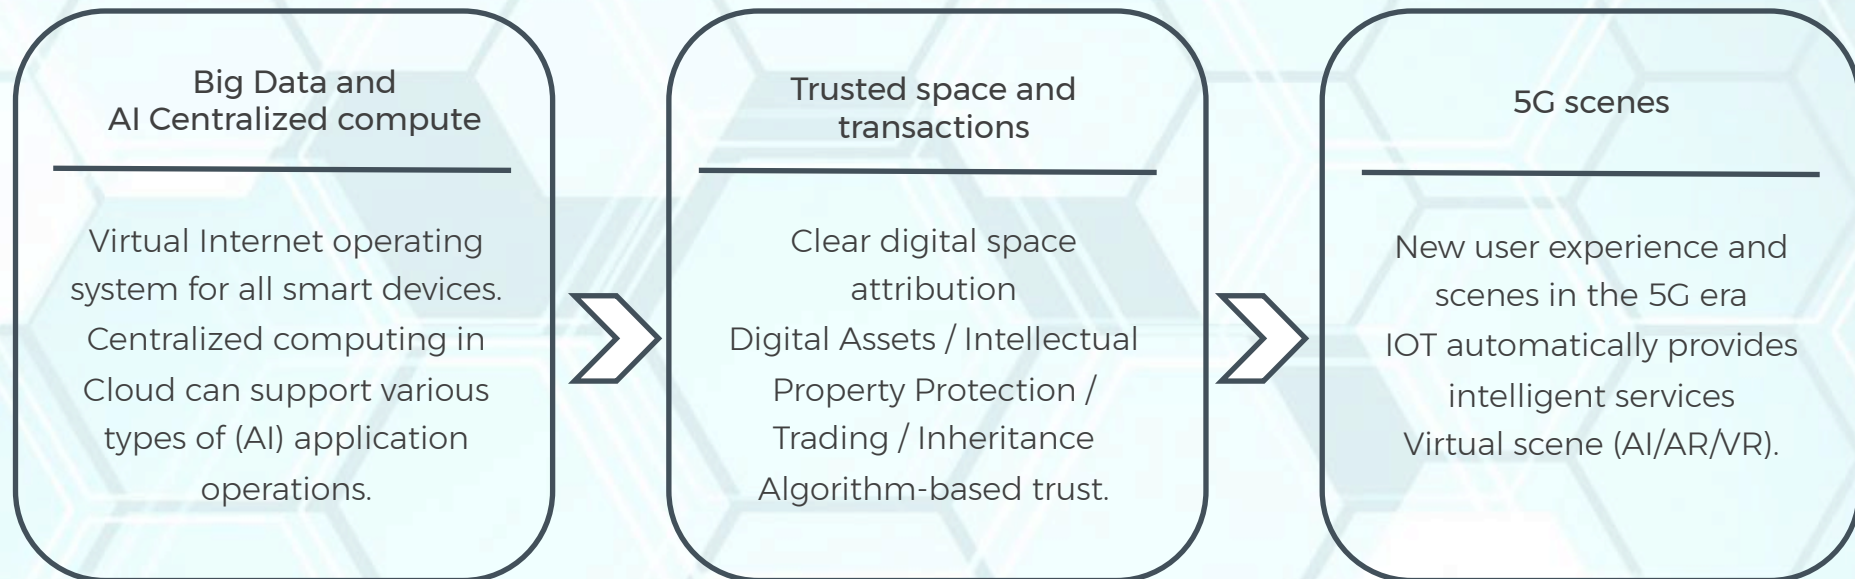 Big Data and
AI Centralized compute
Virtual Internet operating
system for all smart devices.
Centralized computing in
Cloud can support various
types of (AI) application
operations.
Trusted space and
transactions
Clear digital space
attribution
Digital Assets / Intellectual
Property Protection /
Trading / Inheritance
Algorithm-based trust.
5G scenes
New user experience and
scenes in the 5G era
IOT automatically provides
intelligent services
Virtual scene (AI/AR/VR).